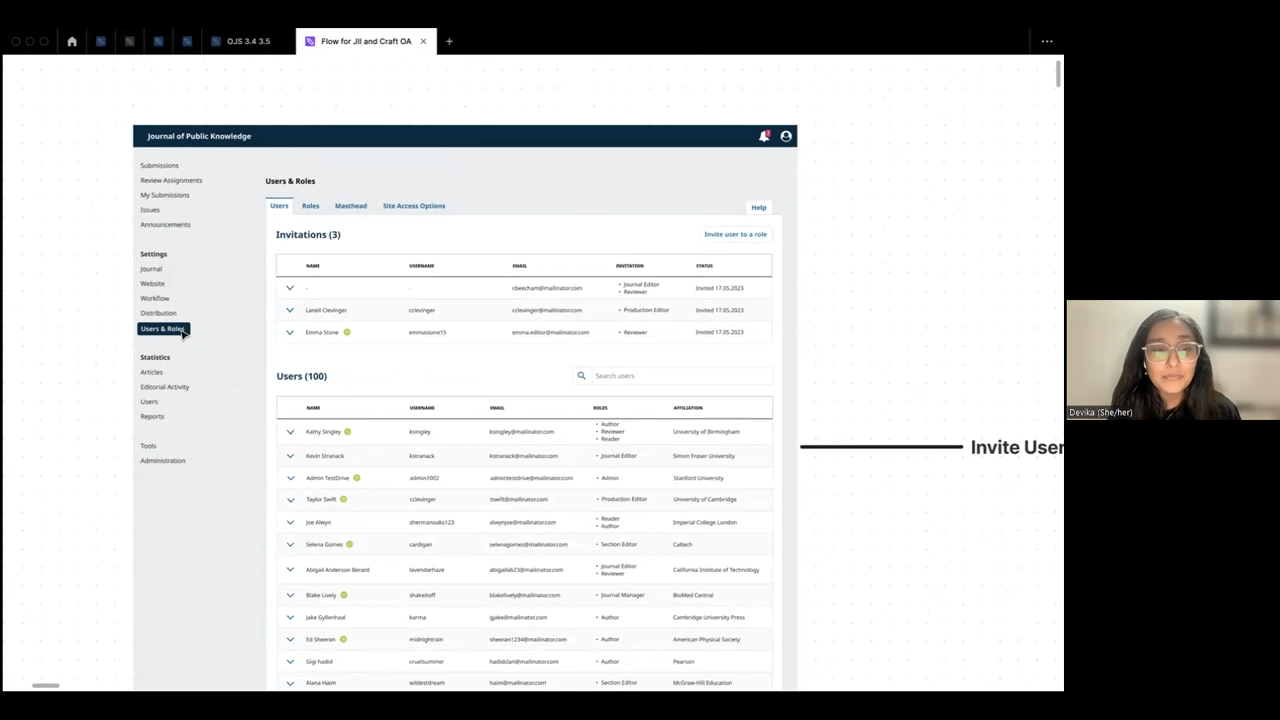 OJS 3.4 3.5
Flow for Jil and Craft OA
Journal of Public Knowledge
Submissions
Review Assignments
My Submissions
Issues
Announcements
Settings
Journal
Website
Workflow
Distribution
Users & Roles
Statistics
Articles
Editorial Activity
Users
Reports
Tools
Administration
Users & Roles
Users Roles Masthead Site Access Options Help
Invitations (3) Invite user to a role
NAME USERNAME EMAIL INVITATION STATUS
- - cbeecham@mailinator.com • Journal Editor • Reviewer Invited 17.05.2023
Lanell Clevinger cclevinger cclevinger@mailinator.com • Production Editor Invited 17.05.2023
Emma Stone emmastone15 emma.editor@mailinator.com • Reviewer Invited 17.05.2023
Users (100) Search users
NAME USERNAME EMAIL ROLES AFFILIATION
Kathy Singley ksingley ksingley@mailinator.com • Author • Reviewer • Reader University of Birmingham
Kevin Stranack kstranack kstranack@mailinator.com • Journal Editor Simon Fraser University
Admin TestDrive admin1002 admintestdrive@mailinator.com • Admin Stanford University
Taylor Swift cclevinger tswift@mailinator.com • Production Editor University of Cambridge
Joe Alwyn shermanoaks123 alwynjoe@mailinator.com • Reader • Author Imperial College London
Selena Gomez cardigan selenagomez@mailinator.com • Section Editor Caltech
Abigail Anderson Berard lavendarhaze abigailab23@mailinator.com • Journal Editor • Reviewer California Institute of Technology
Blake Lively shakeitoff blakelively@mailinator.com • Journal Manager BioMed Central
Jake Gyllenhaal karma gjake@mailinator.com • Author Cambridge University Press
Ed Sheeran midnightrain sheeran1234@mailinator.com • Author American Physical Society
Gigi hadid cruelsummer hadidclan@mailinator.com • Author Pearson
Alana Haim wildestdream haim@mailinator.com • Section Editor McGraw-Hill Education
Invite User
Devika (She/her)